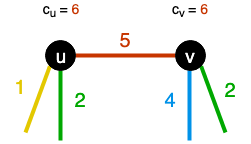 cu = 6 cv = 6
5
u v
1 2 4 2